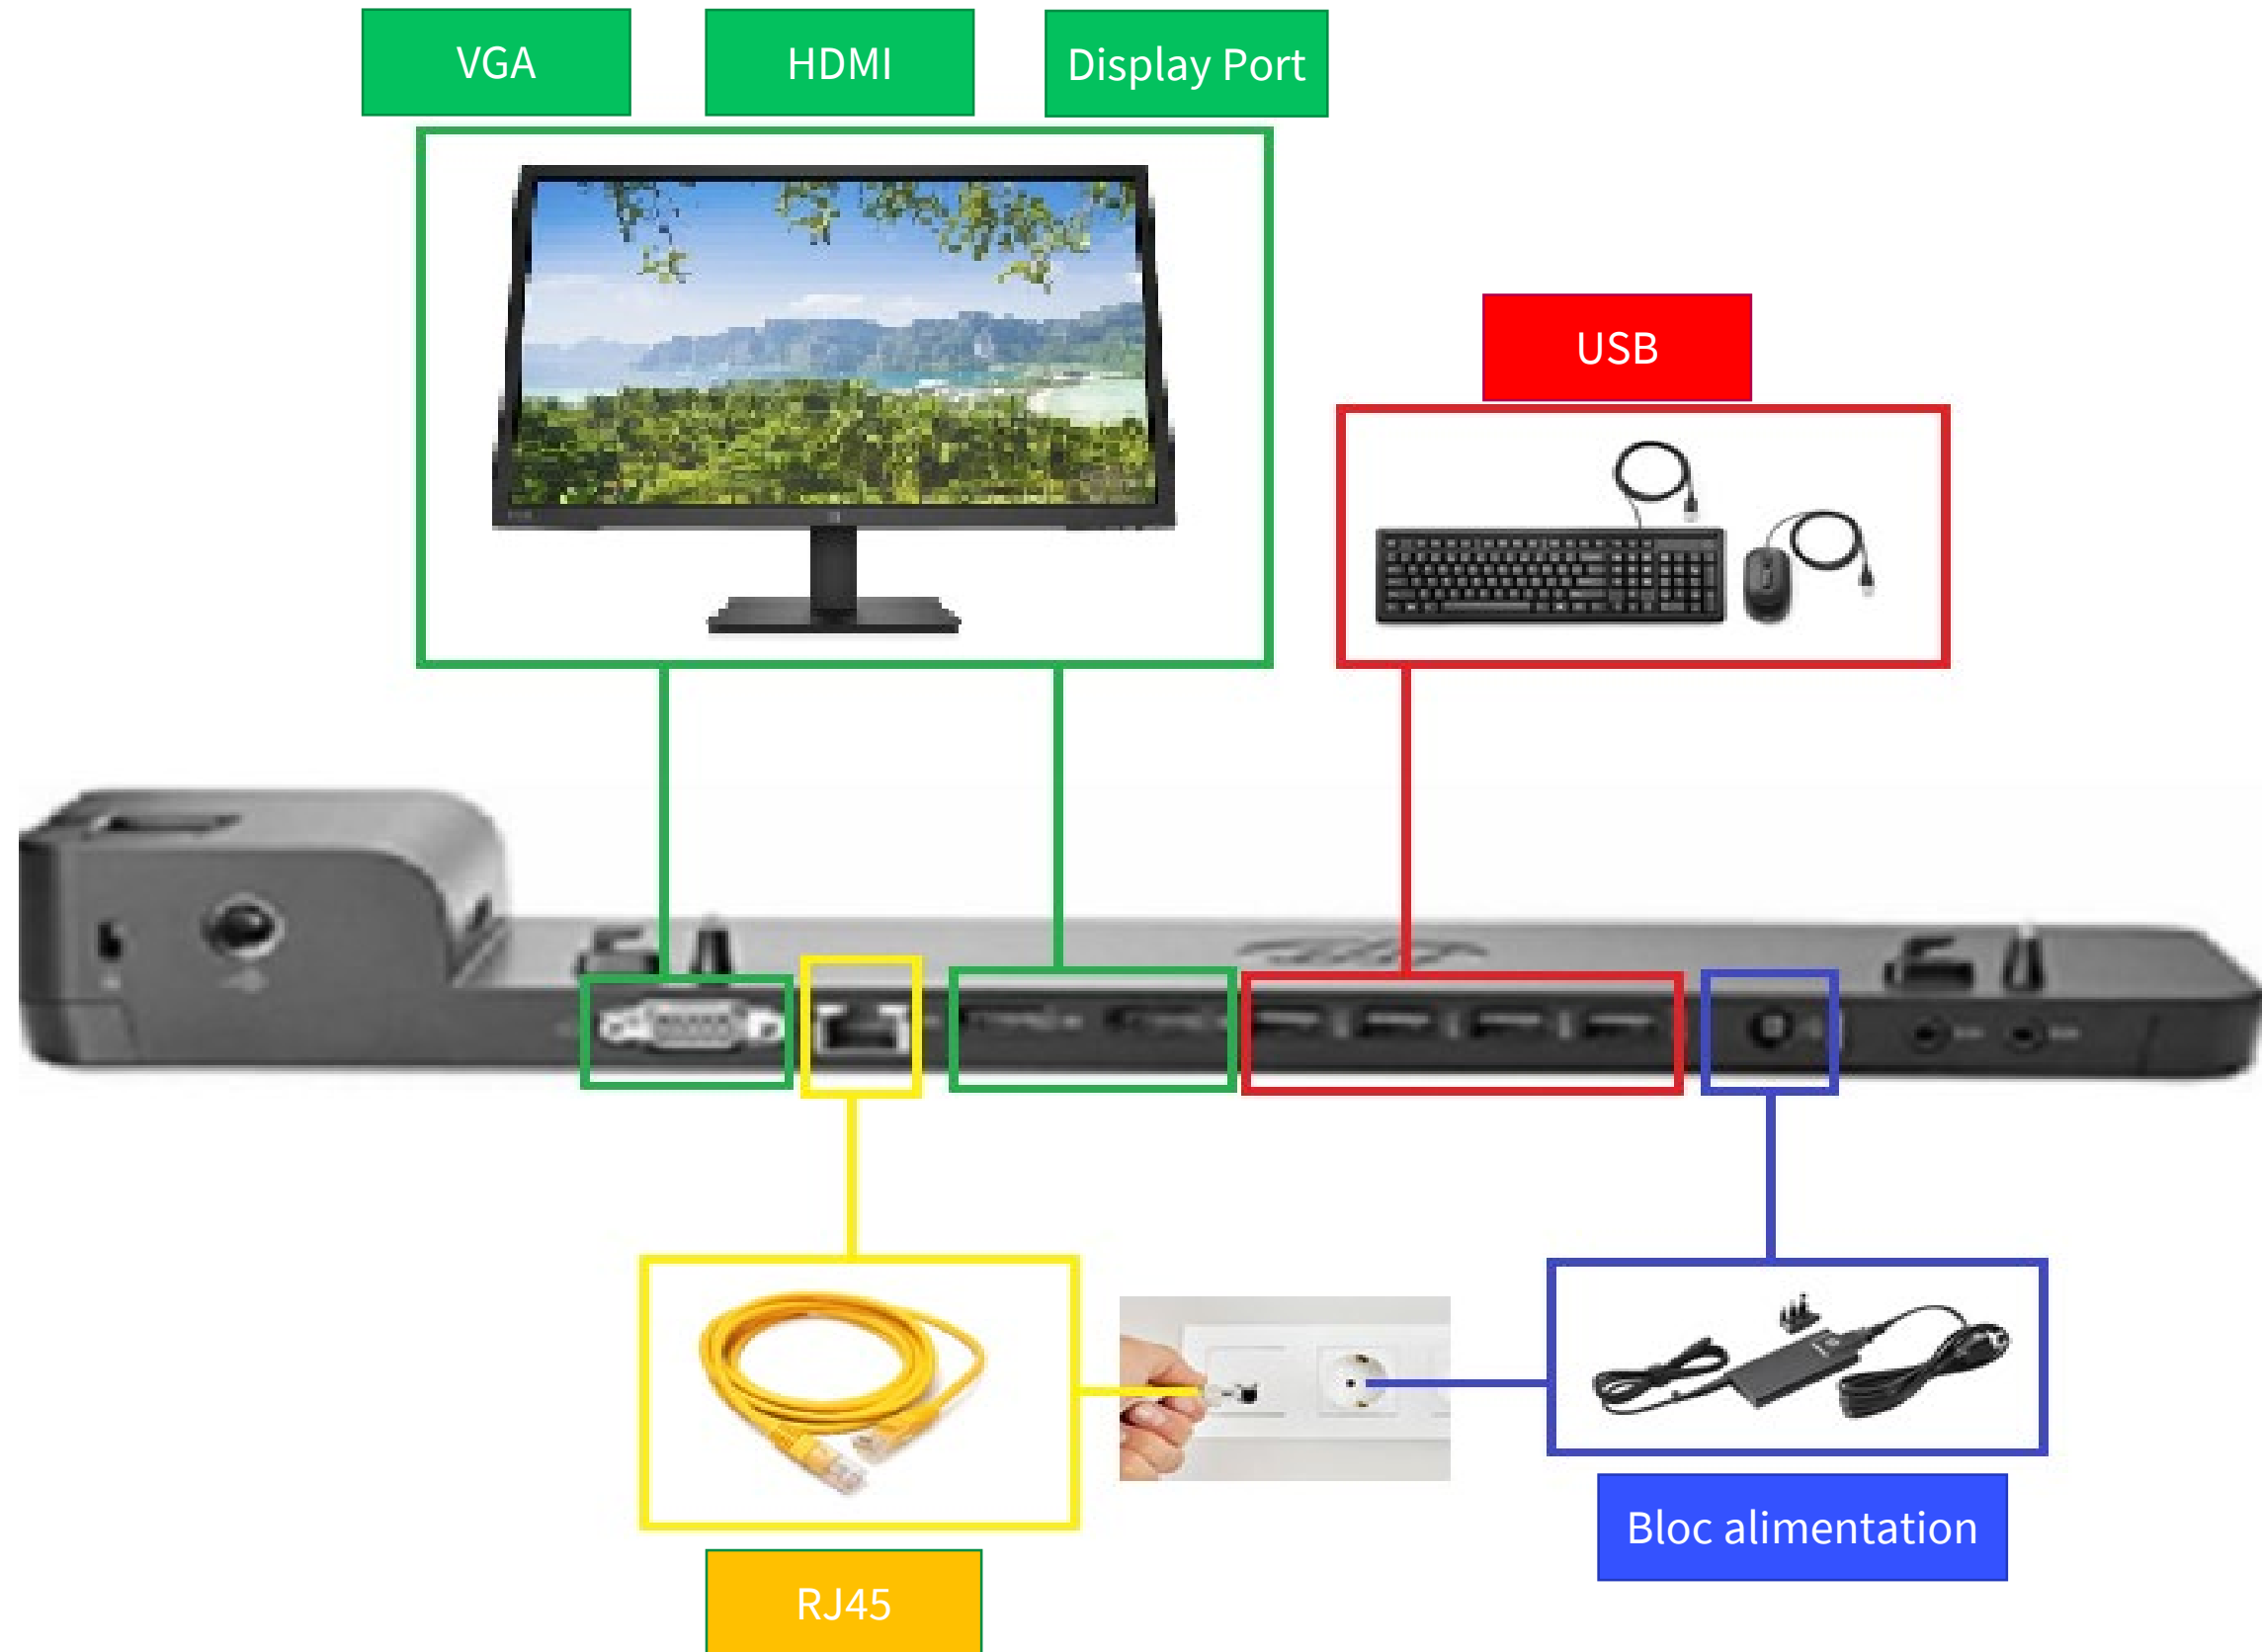 VGA
HDMI
Display Port
USB
RJ45
Bloc alimentation